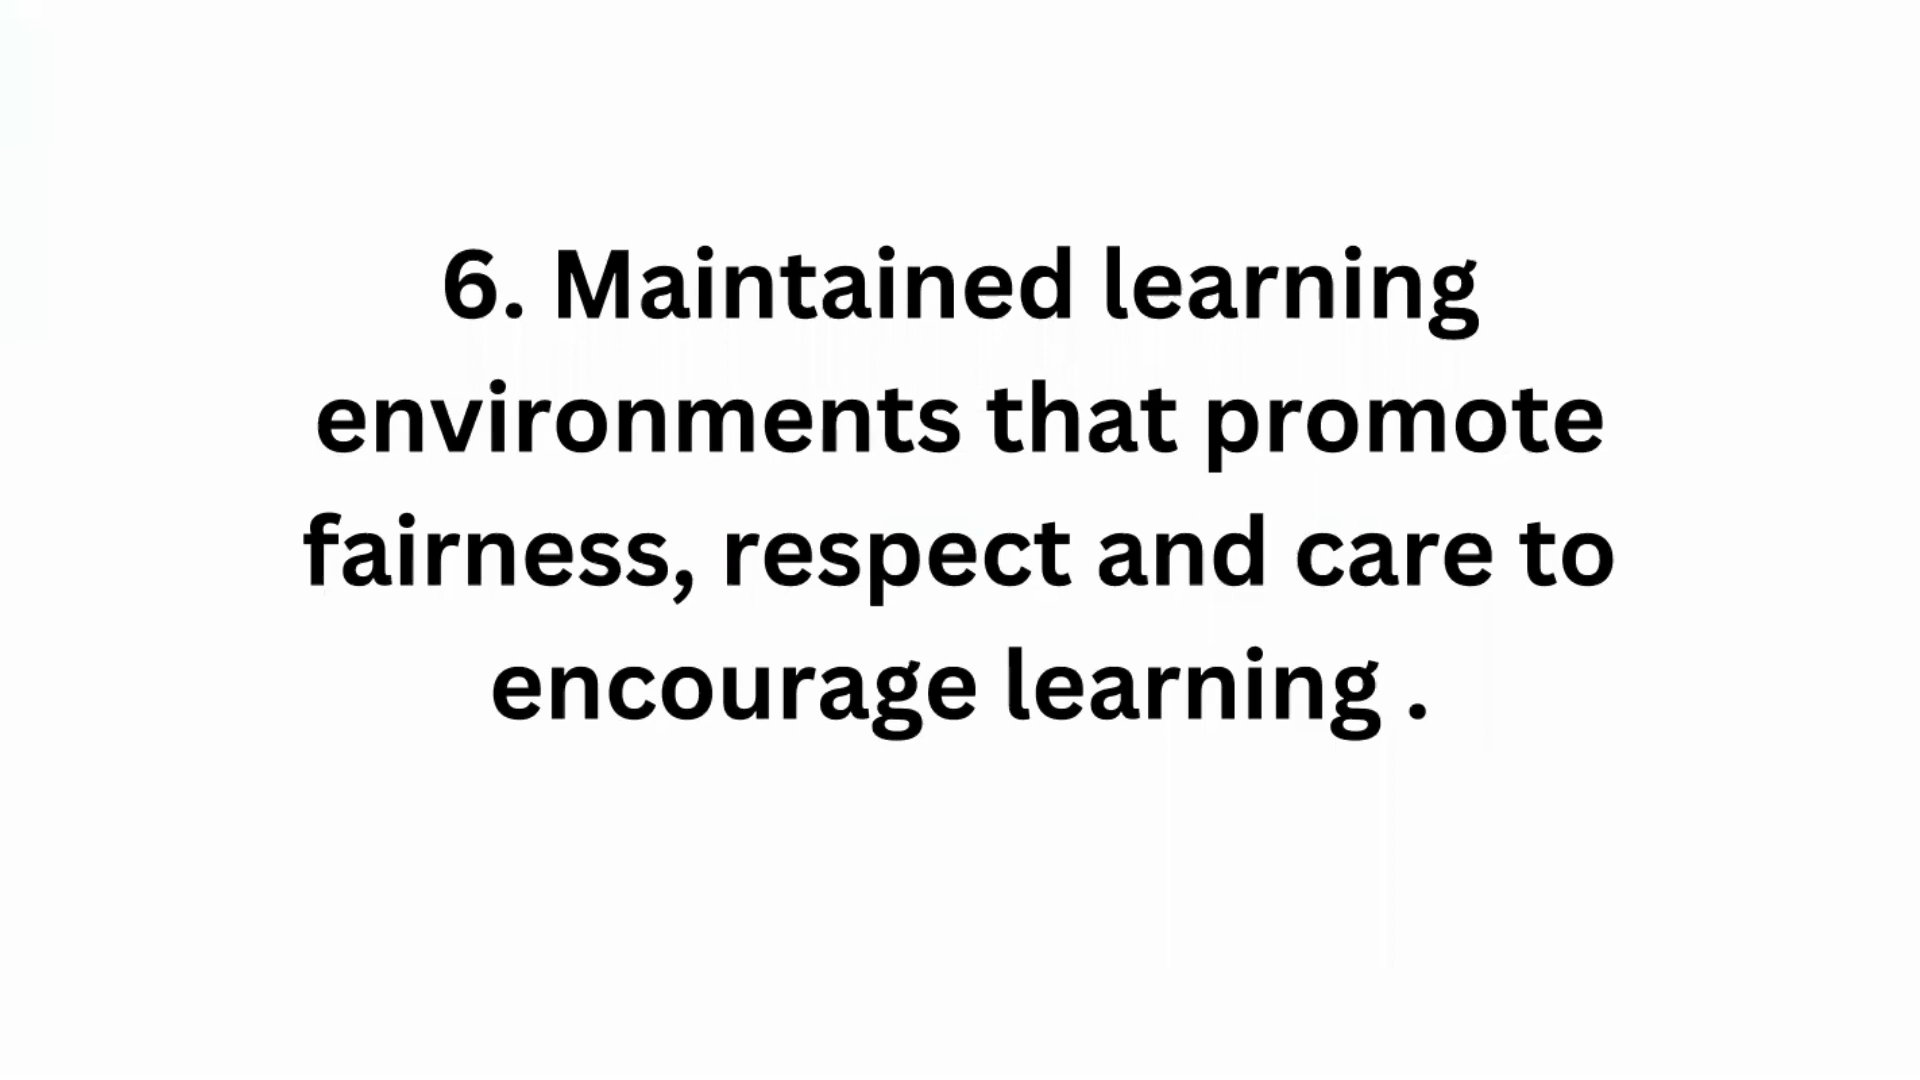 6. Maintained learning
environments that promote
fairness, respect and care to
encourage learning .